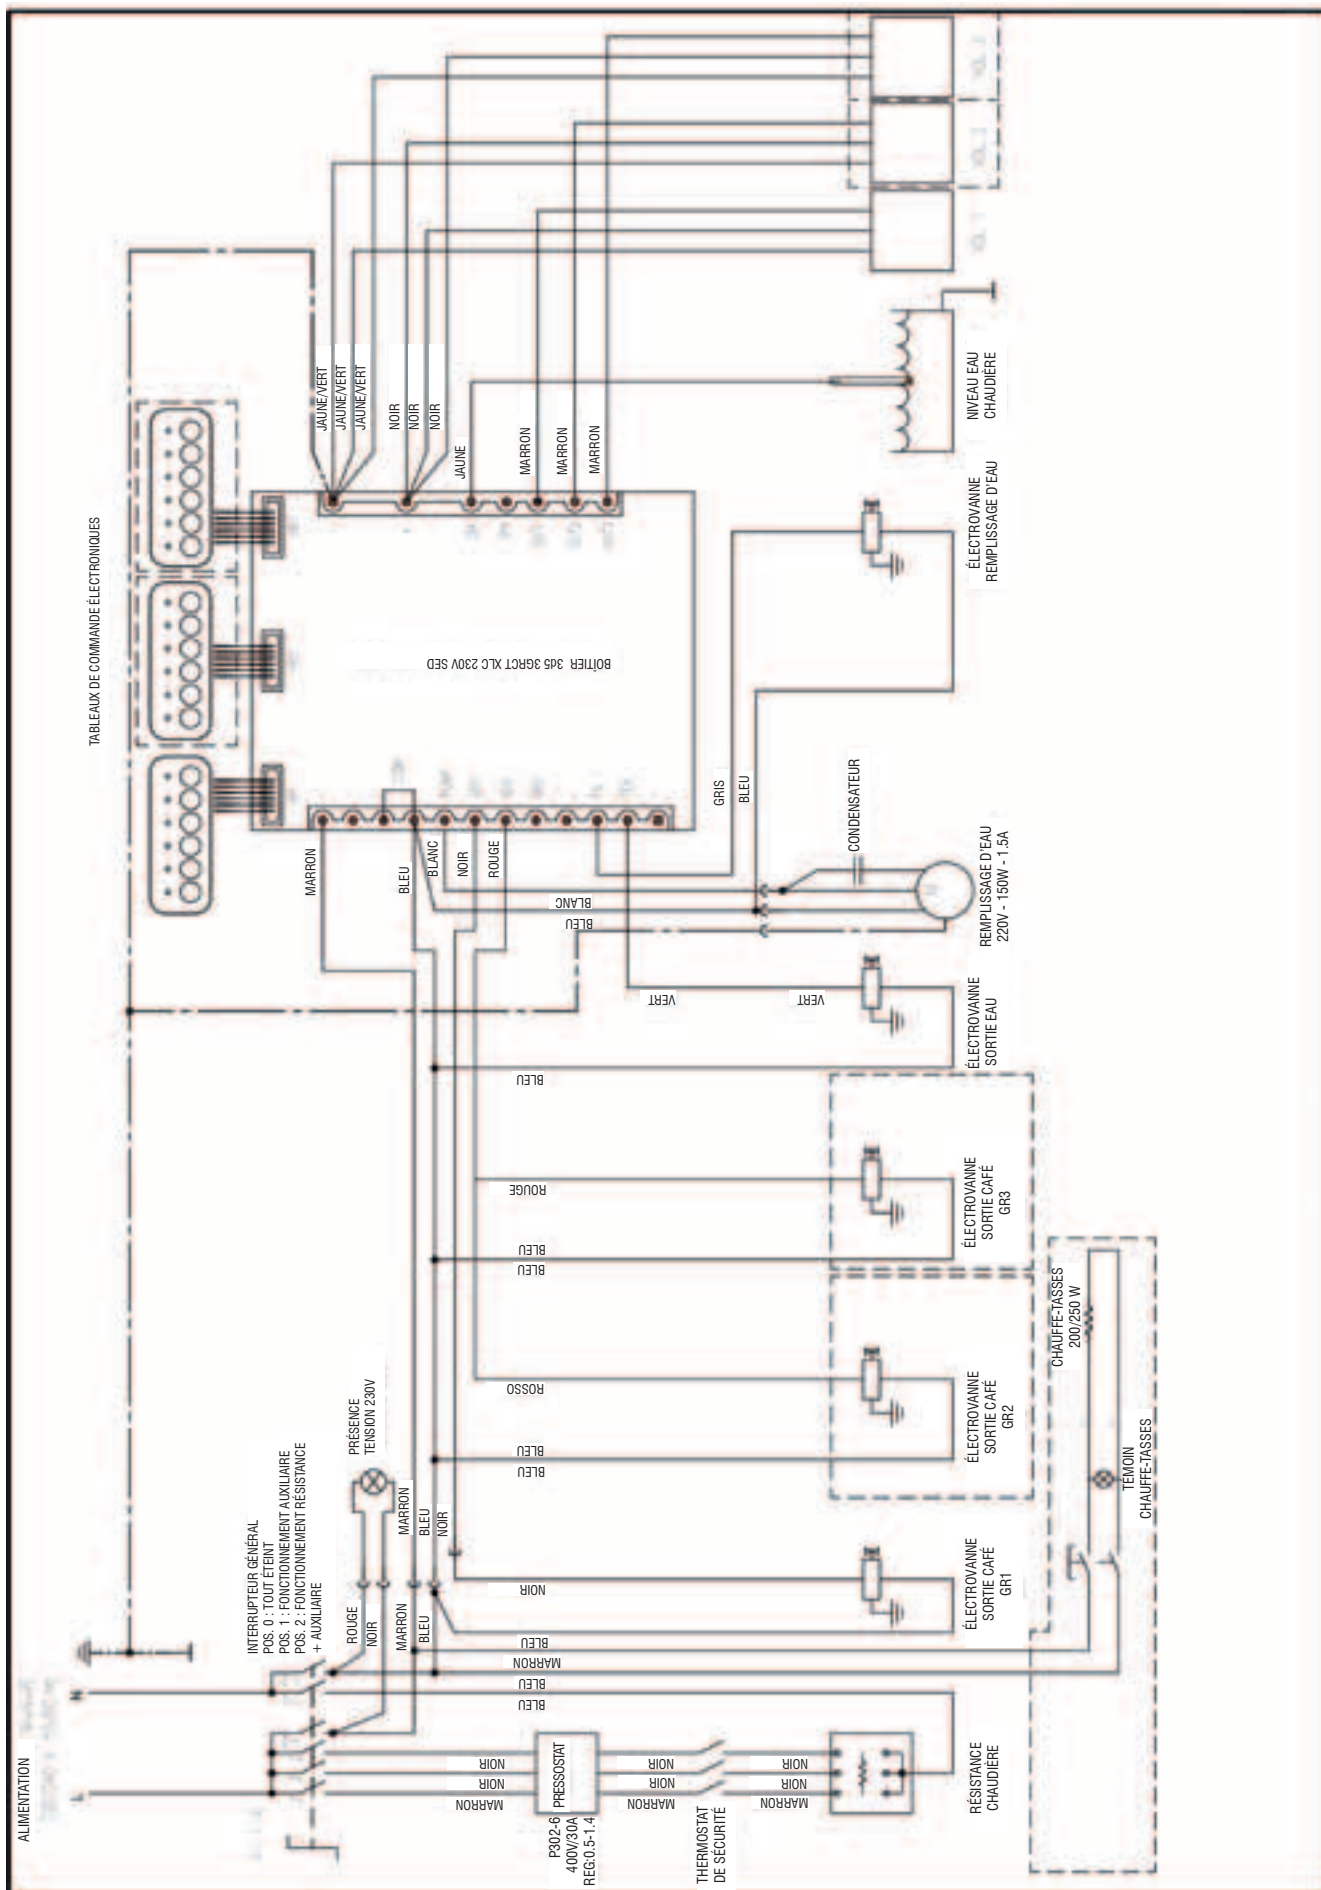 ALIMENTATION
N
L
INTERRUPTEUR GÉNÉRAL
POS. 0 : TOUT ÉTEINT
POS. 1 : FONCTIONNEMENT AUXILIAIRE
POS. 2 : FONCTIONNEMENT RÉSISTANCE
+ AUXILIAIRE
PRÉSENCE
TENSION 230V
ROUGE
NOIR
MARRON
BLEU
MARRON
BLEU
NOIR
TABLEAUX DE COMMANDE ÉLECTRONIQUES
BOÎTIER 3d5 3GRCT XLC 230V SED
MARRON
BLEU
BLANC
NOIR
ROUGE
JAUNE/VERT
JAUNE/VERT
JAUNE/VERT
NOIR
NOIR
NOIR
JAUNE
MARRON
MARRON
MARRON
GRIS
BLEU
BLANC
BLEU
VERT
VERT
BLEU
ROUGE
BLEU
BLEU
ROSSO
BLEU
BLEU
NOIR
BLEU
MARRON
BLEU
BLEU
NOIR
NOIR
MARRON
NOIR
NOIR
MARRON
NOIR
NOIR
MARRON
P302-6
400V/30A
REG:0.5-1.4
PRESSOSTAT
THERMOSTAT
DE SÉCURITÉ
RÉSISTANCE
CHAUDIÈRE
ÉLECTROVANNE
SORTIE CAFÉ
GR1
ÉLECTROVANNE
SORTIE CAFÉ
GR2
ÉLECTROVANNE
SORTIE CAFÉ
GR3
ÉLECTROVANNE
SORTIE EAU
CONDENSATEUR
REMPLISSAGE D'EAU
220V - 150W - 1.5A
ÉLECTROVANNE
REMPLISSAGE D'EAU
NIVEAU EAU
CHAUDIÈRE
VOL 1
VOL 2
VOL 3
CHAUFFE-TASSES
200/250 W
TÉMOIN
CHAUFFE-TASSES